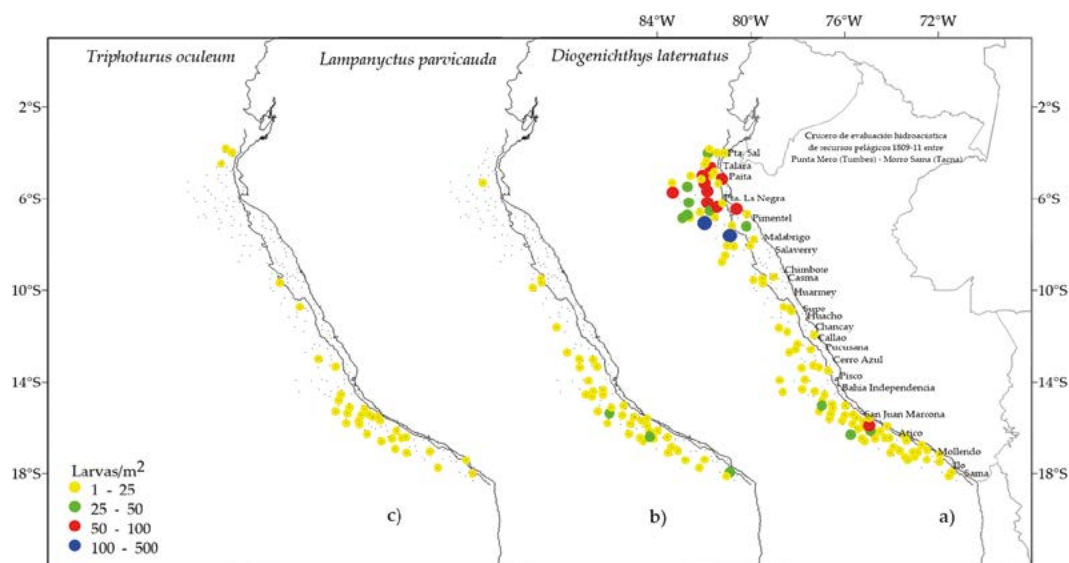 84°W 80°W 76°W 72°W
Triphoturus oculeum Lampanyctus parvicauda Diogenichthys laternatus
2°S 2°S
Crucero de evaluación hidroacústica
de recursos pelágicos 1809-11 entre
Punta Mero (Tumbes) - Morro Sama (Tacna)
Pta. Sal
Talara
Paita
6°S 6°S
Pta. La Negra
Pimentel
Malabrigo
Salaverry
Chimbote
Casma
10°S 10°S
Huarmey
Supe
Huacho
Chancay
Callao
Pucusana
Cerro Azul
Pisco
14°S 14°S
Bahia Independencia
San Juan Marcona
Atico
Mollendo
Ilo
18°S 18°S
Sama
Larvas/m2
1 - 25
25 - 50
50 - 100
100 - 500
c) b) a)